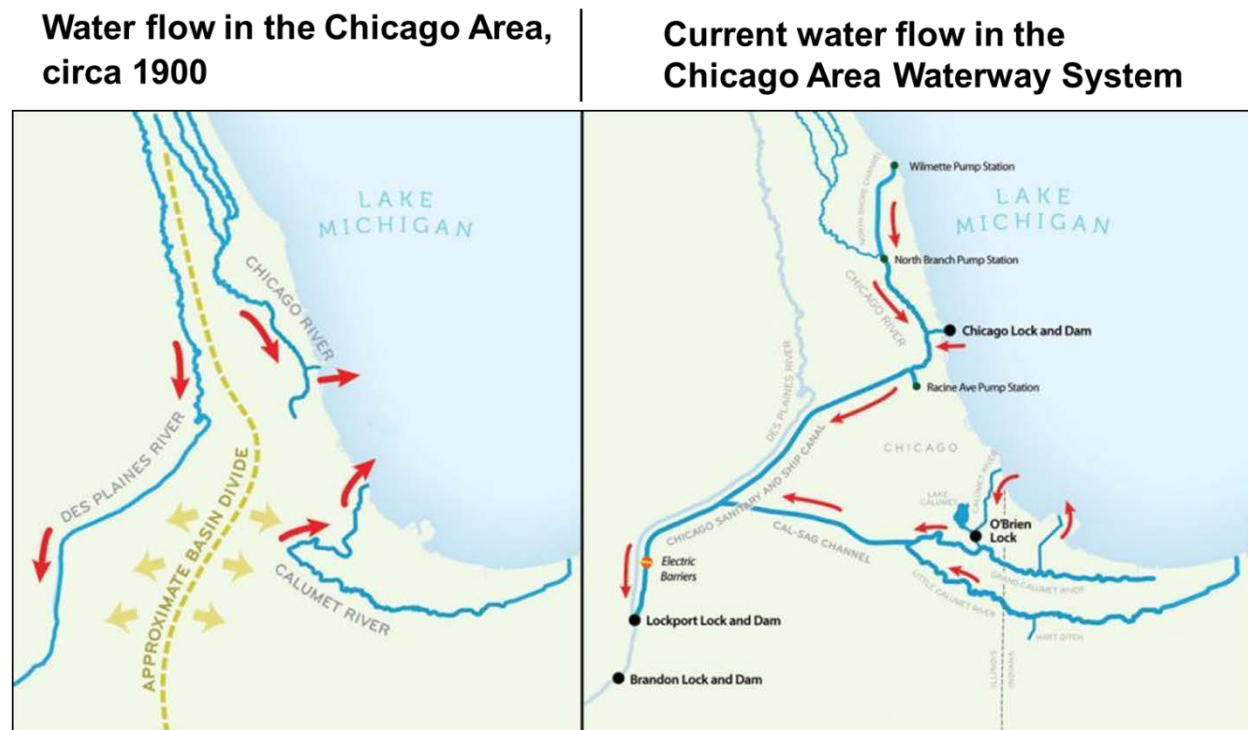 Water flow in the Chicago Area,
circa 1900
Current water flow in the
Chicago Area Waterway System
LAKE
MICHIGAN
CHICAGO RIVER
DES PLAINES RIVER
APPROXIMATE BASIN DIVIDE
CALUMET RIVER
Wilmette Pump Station
NORTH SHORE CHANNEL
LAKE
MICHIGAN
North Branch Pump Station
CHICAGO RIVER
Chicago Lock and Dam
DES PLAINES RIVER
Racine Ave Pump Station
CHICAGO
CHICAGO SANITARY AND SHIP CANAL
CALUMET RIVER
LAKE
CALUMET
O'Brien
Lock
CAL-SAG CHANNEL
Electric
Barriers
GRAND CALUMET RIVER
LITTLE CALUMET RIVER
Lockport Lock and Dam
HART DITCH
ILLINOIS
INDIANA
Brandon Lock and Dam